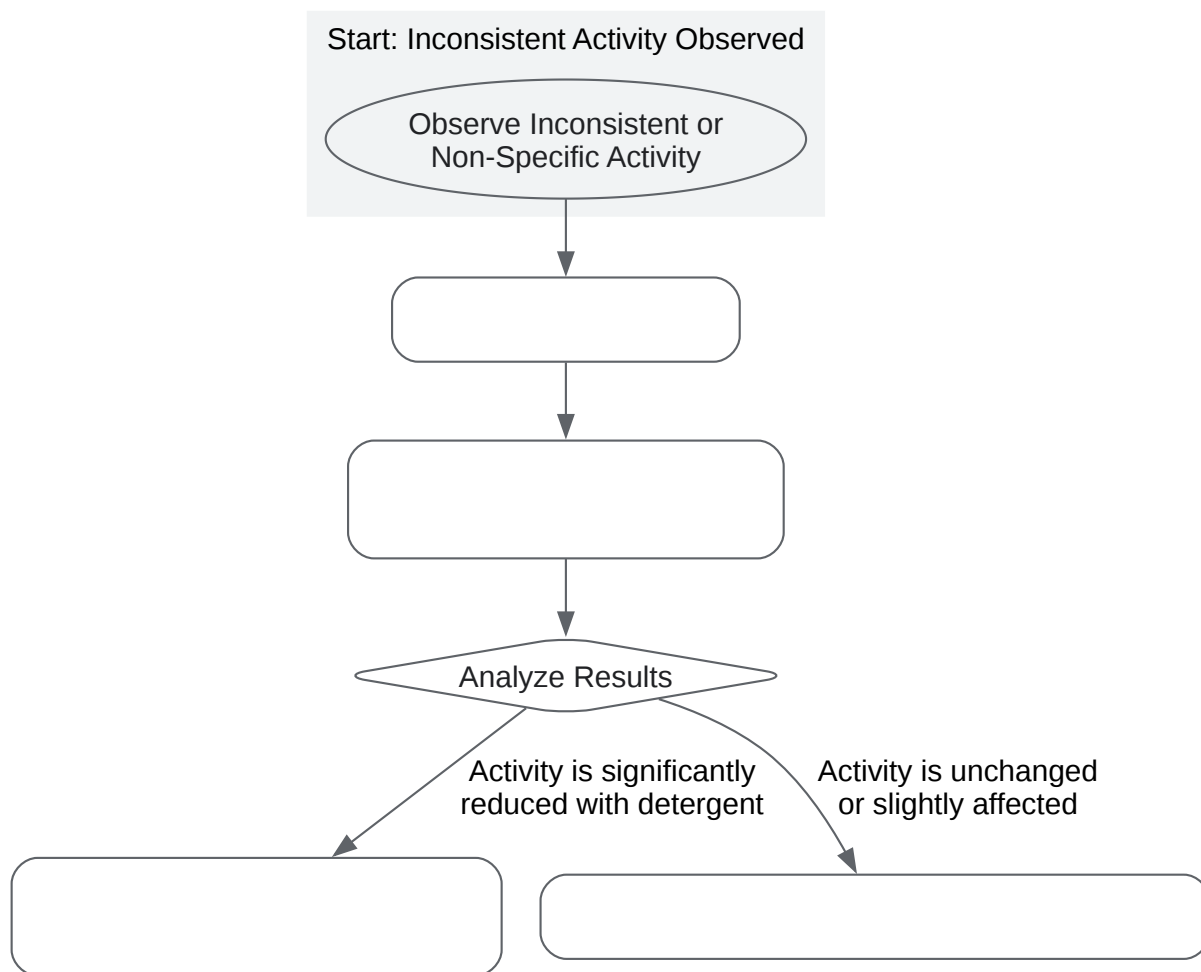 Start: Inconsistent Activity Observed
Observe Inconsistent or
Non-Specific Activity
Analyze Results
Activity is significantly
reduced with detergent
Activity is unchanged
or slightly affected